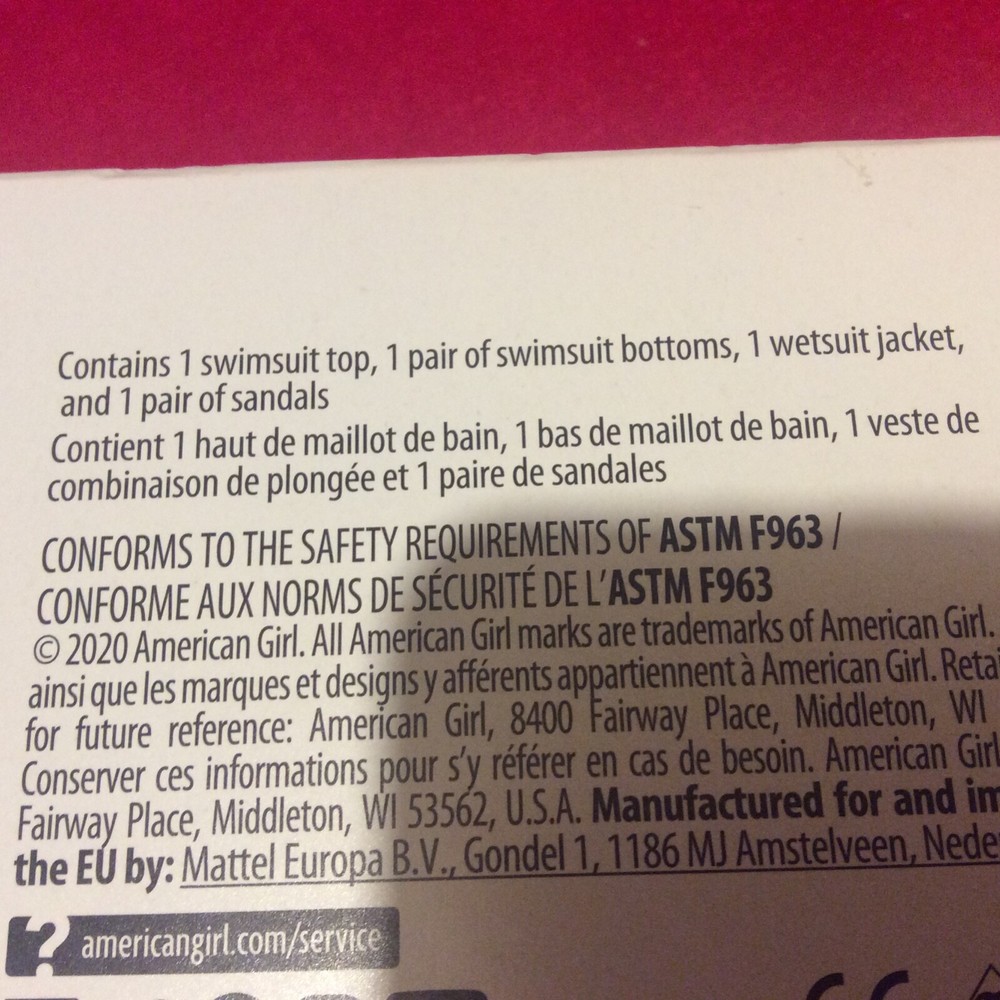 Contains 1 swimsuit top, 1 pair of swimsuit bottoms, 1 wetsuit jacket,
and 1 pair of sandals
Contient 1 haut de maillot de bain, 1 bas de maillot de bain, 1 veste de
combinaison de plongée et 1 paire de sandales
CONFORMS TO THE SAFETY REQUIREMENTS OF ASTM F963 /
CONFORME AUX NORMS DE SÉCURITÉ DE L'ASTM F963
© 2020 American Girl. All American Girl marks are trademarks of American Girl.
ainsi que les marques et designs y afférents appartiennent à American Girl. Retai
for future reference: American Girl, 8400 Fairway Place, Middleton, WI
Conserver ces informations pour s'y référer en cas de besoin. American Girl
Fairway Place, Middleton, WI 53562, U.S.A. Manufactured for and im
the EU by: Mattel Europa B.V., Gondel 1, 1186 MJ Amstelveen, Nede
? americangirl.com/service
CE